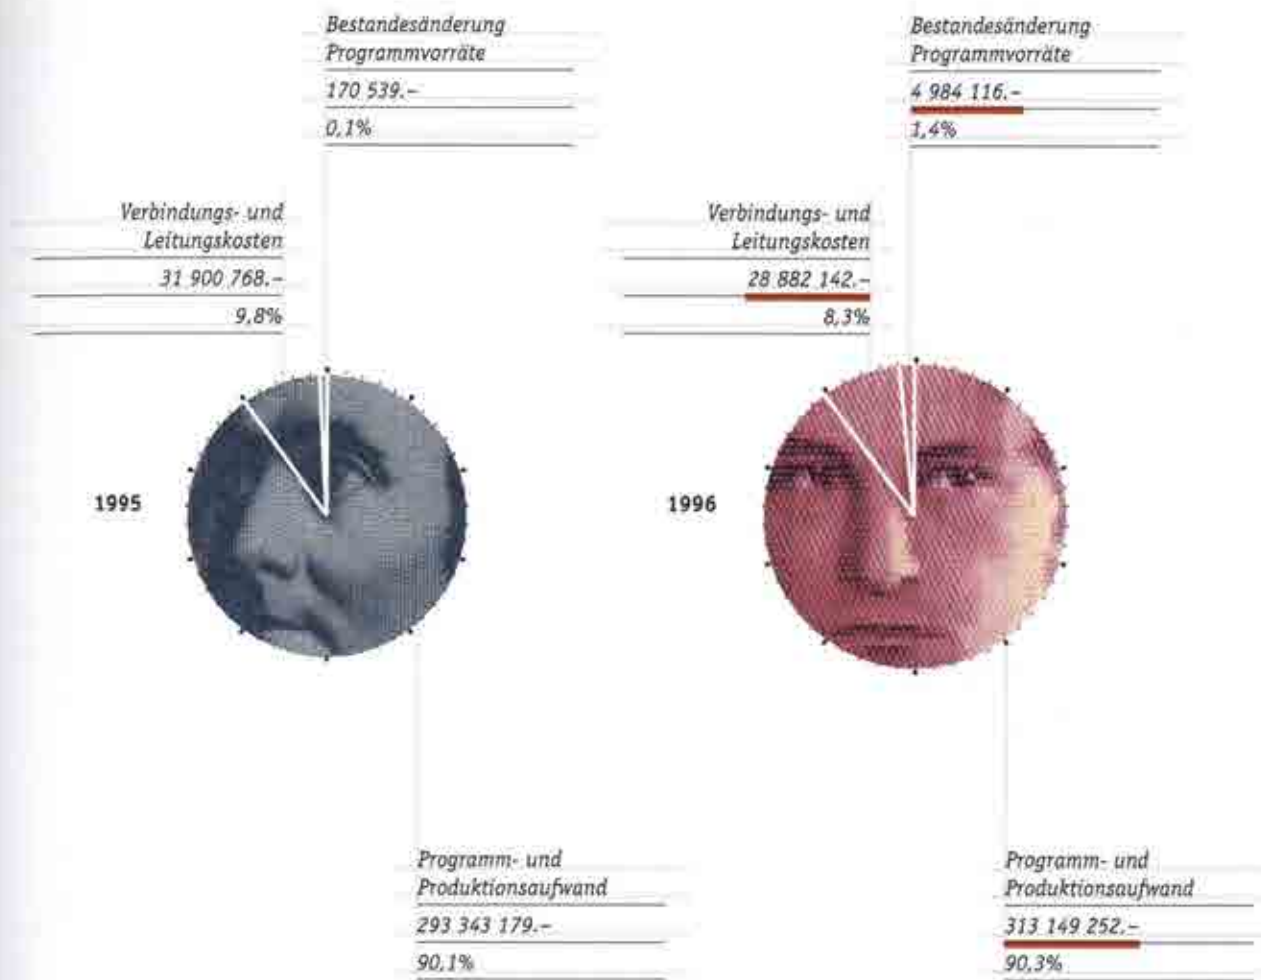 Bestandesänderung
Programmvorräte
170 539.–
0,1%
Verbindungs- und
Leitungskosten
31 900 768.–
9,8%
1995
Programm- und
Produktionsaufwand
293 343 179.–
90,1%
Bestandesänderung
Programmvorräte
4 984 116.–
1,4%
Verbindungs- und
Leitungskosten
28 882 142.–
8,3%
1996
Programm- und
Produktionsaufwand
313 149 252.–
90,3%